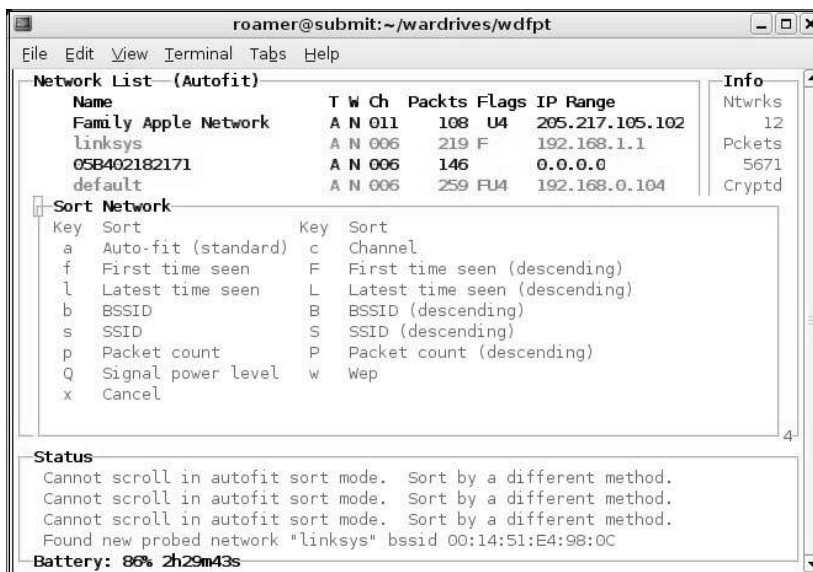 roamer@submit:~/wardrives/wdfpt
File Edit View Terminal Tabs Help
Network List (Autofit) Info
Name T W Ch Packts Flags IP Range Ntwrks
Family Apple Network A N 011 108 U4 205.217.105.102 12
linksys A N 006 219 F 192.168.1.1 Pckets
05B402182171 A N 006 146 0.0.0.0 5671
default A N 006 259 FU4 192.168.0.104 Cryptd
Sort Network
Key Sort Key Sort
a Auto-fit (standard) c Channel
f First time seen F First time seen (descending)
l Latest time seen L Latest time seen (descending)
b BSSID B BSSID (descending)
s SSID S SSID (descending)
p Packet count P Packet count (descending)
Q Signal power level w Wep
x Cancel
4
Status
Cannot scroll in autofit sort mode. Sort by a different method.
Cannot scroll in autofit sort mode. Sort by a different method.
Cannot scroll in autofit sort mode. Sort by a different method.
Found new probed network "linksys" bssid 00:14:51:E4:98:0C
Battery: 86% 2h29m43s